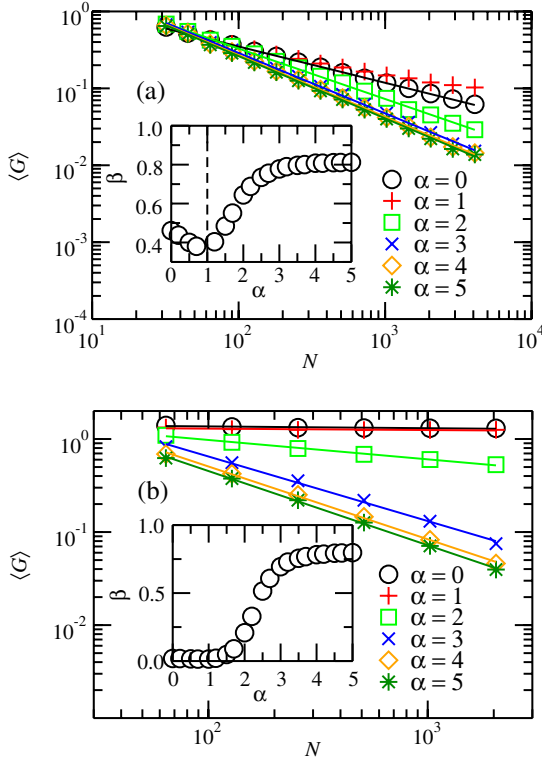 10^0
10^-1
10^-2
10^-3
10^-4
⟨G⟩
(a)
1.0
0.8
0.6
0.4
β
0 1 2 3 4 5
α
α = 0
α = 1
α = 2
α = 3
α = 4
α = 5
10^1 10^2 10^3 10^4
N
10^0
10^-1
10^-2
⟨G⟩
(b)
1.0
0.5
0.0
β
0 1 2 3 4 5
α
α = 0
α = 1
α = 2
α = 3
α = 4
α = 5
10^2 10^3
N